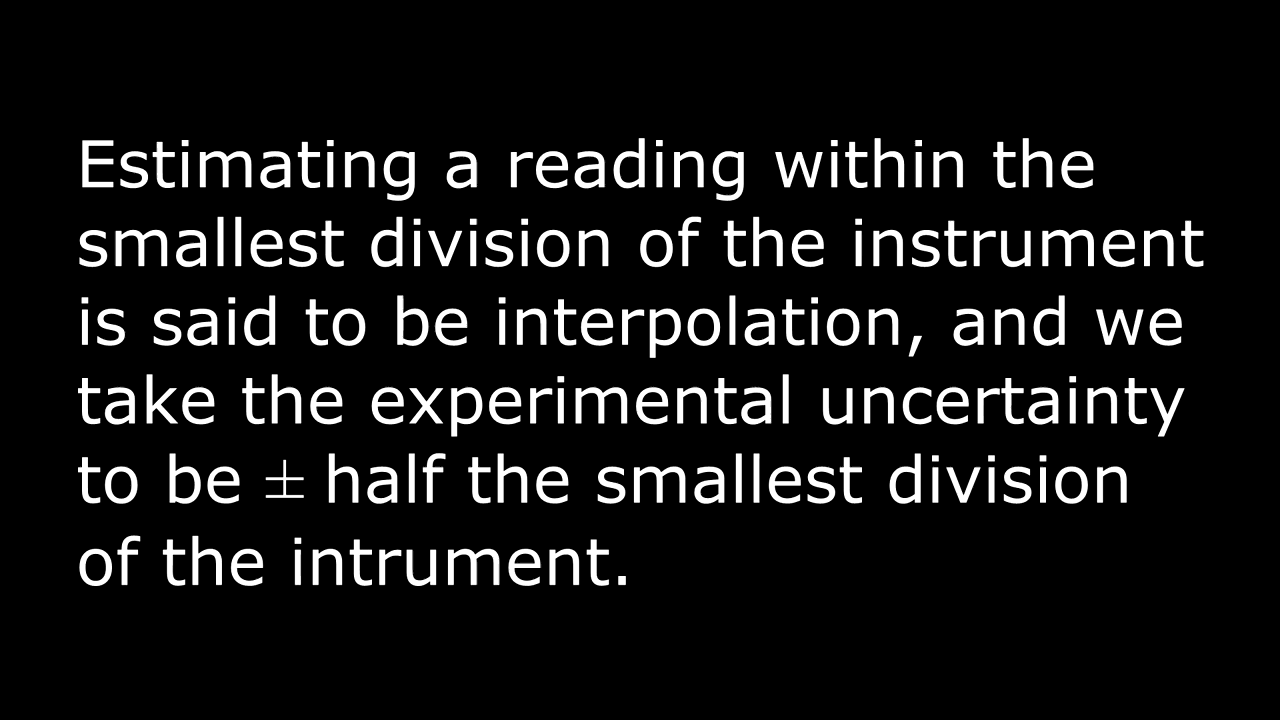 Estimating a reading within the
smallest division of the instrument
is said to be interpolation, and we
take the experimental uncertainty
to be ± half the smallest division
of the intrument.